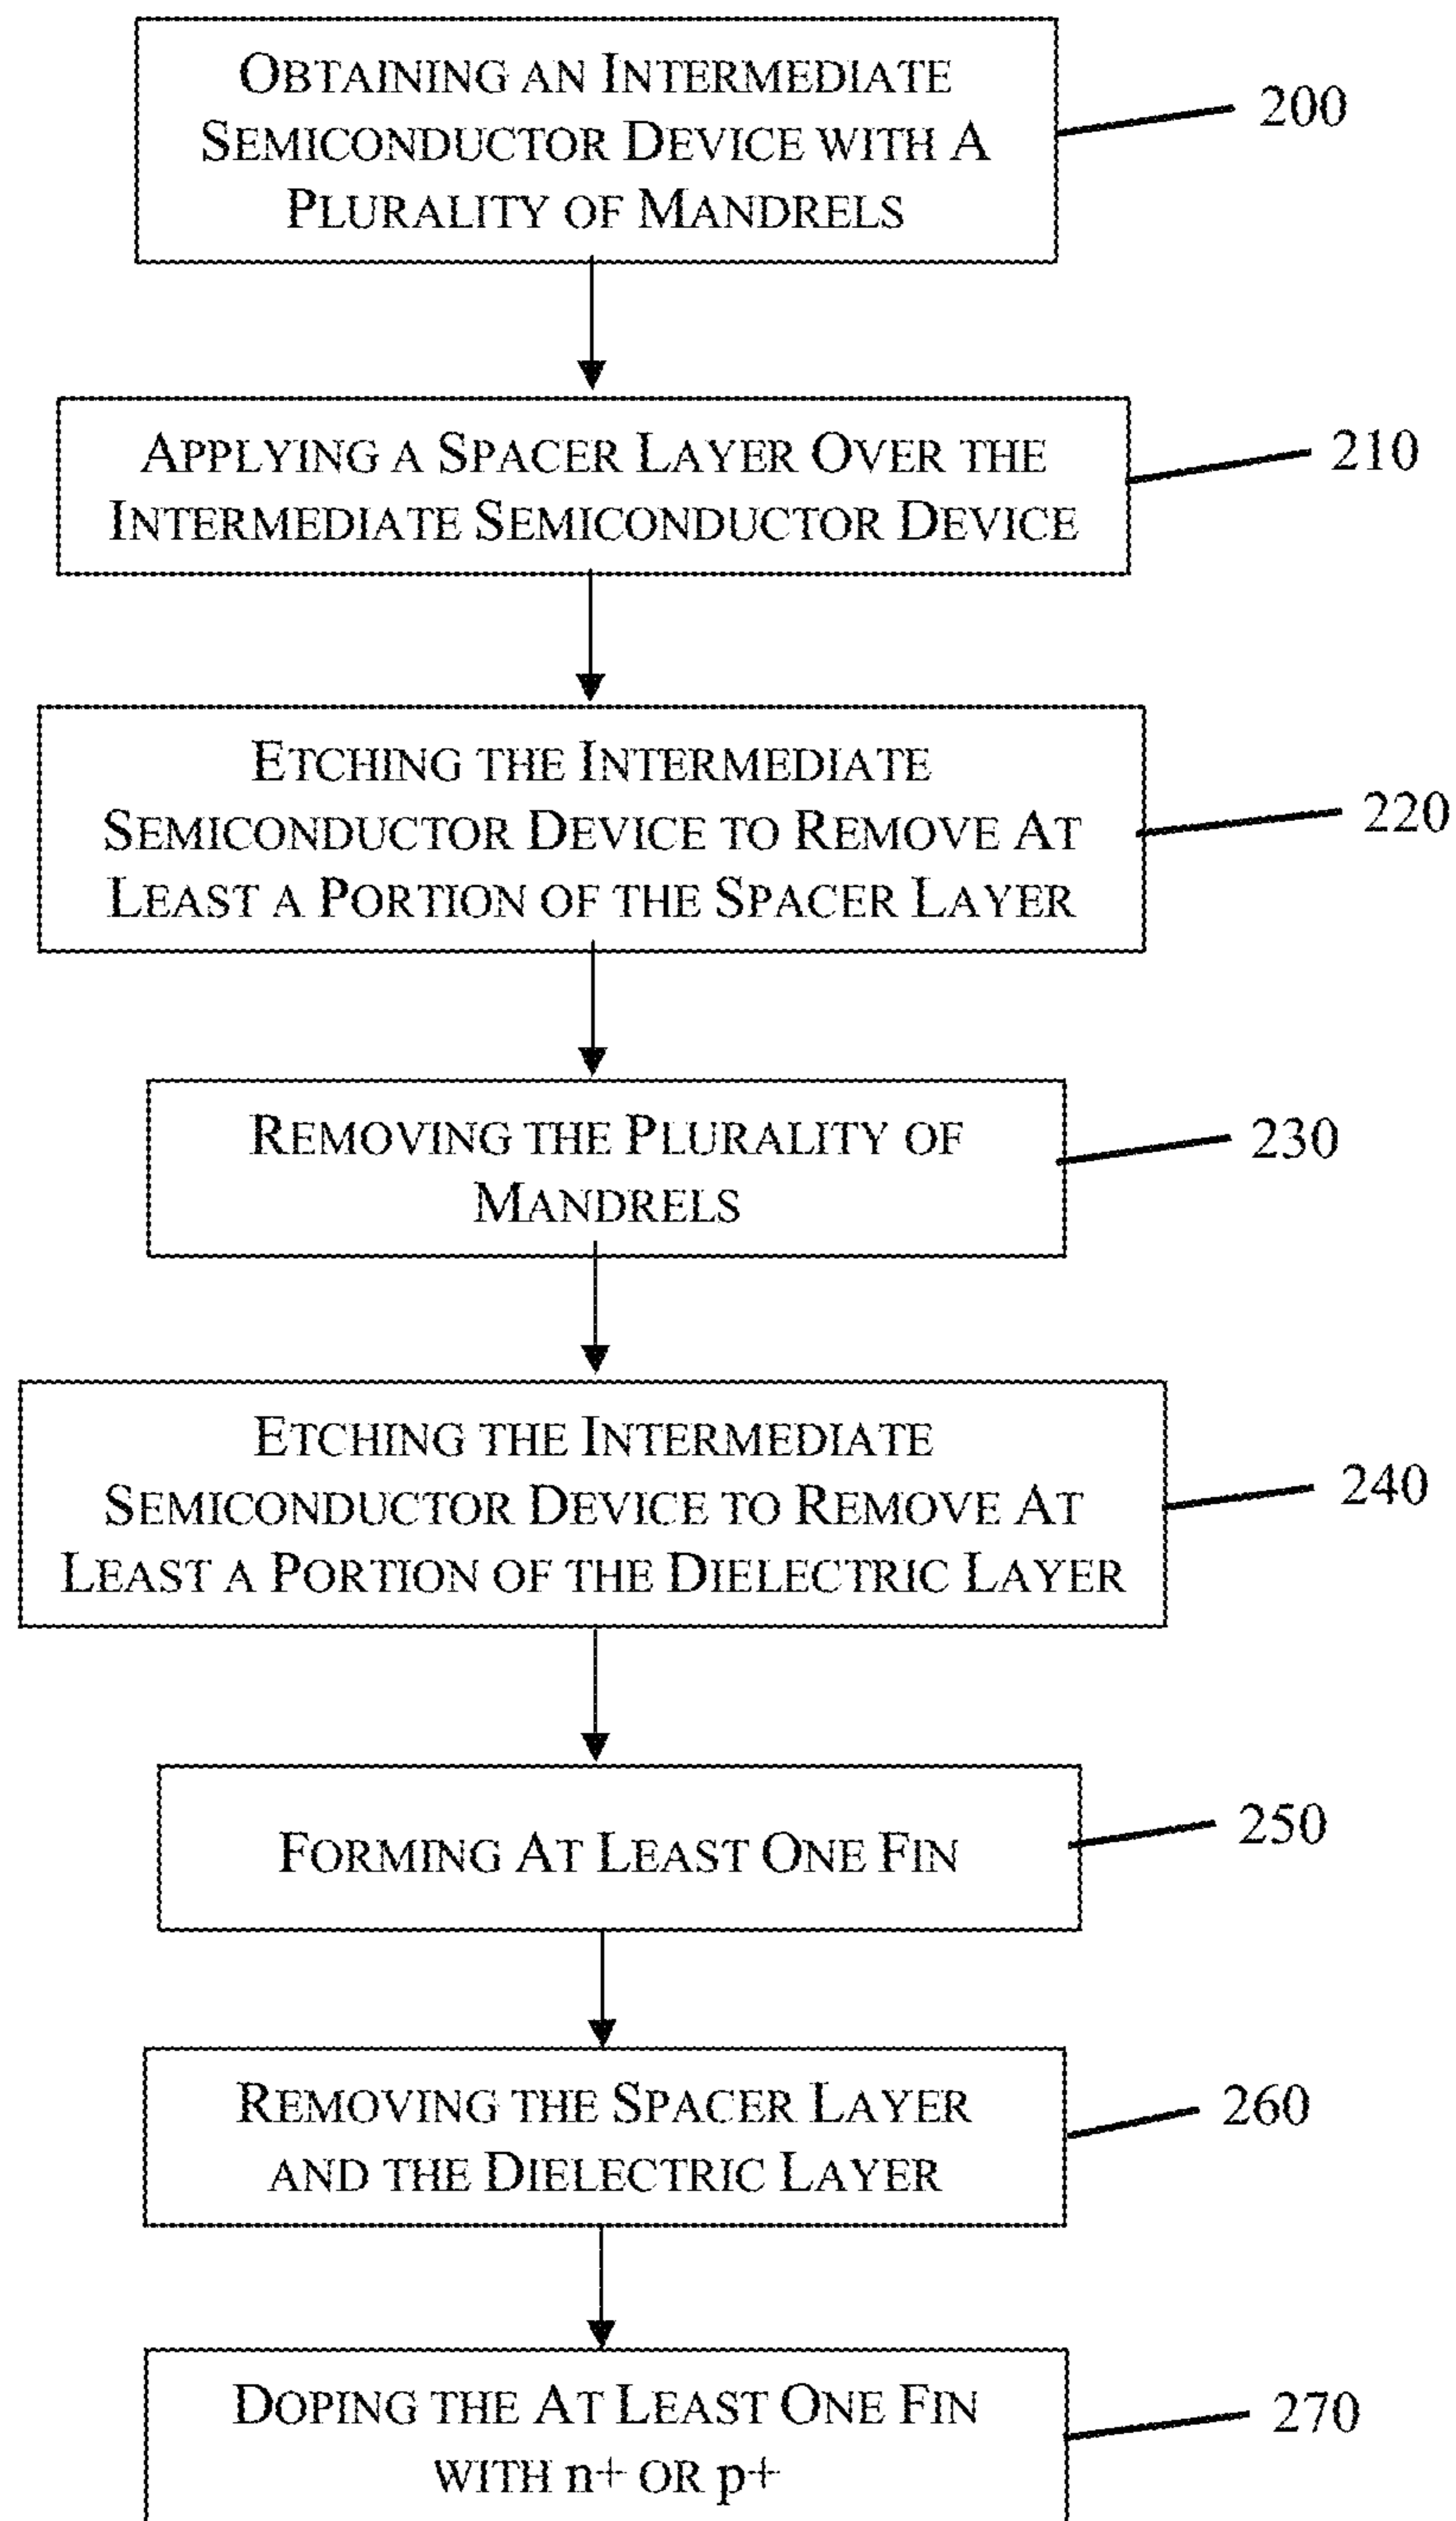 OBTAINING AN INTERMEDIATE
SEMICONDUCTOR DEVICE WITH A
PLURALITY OF MANDRELS
200
APPLYING A SPACER LAYER OVER THE
INTERMEDIATE SEMICONDUCTOR DEVICE
210
ETCHING THE INTERMEDIATE
SEMICONDUCTOR DEVICE TO REMOVE AT
LEAST A PORTION OF THE SPACER LAYER
220
REMOVING THE PLURALITY OF
MANDRELS
230
ETCHING THE INTERMEDIATE
SEMICONDUCTOR DEVICE TO REMOVE AT
LEAST A PORTION OF THE DIELECTRIC LAYER
240
FORMING AT LEAST ONE FIN
250
REMOVING THE SPACER LAYER
AND THE DIELECTRIC LAYER
260
DOPING THE AT LEAST ONE FIN
WITH n+ OR p+
270